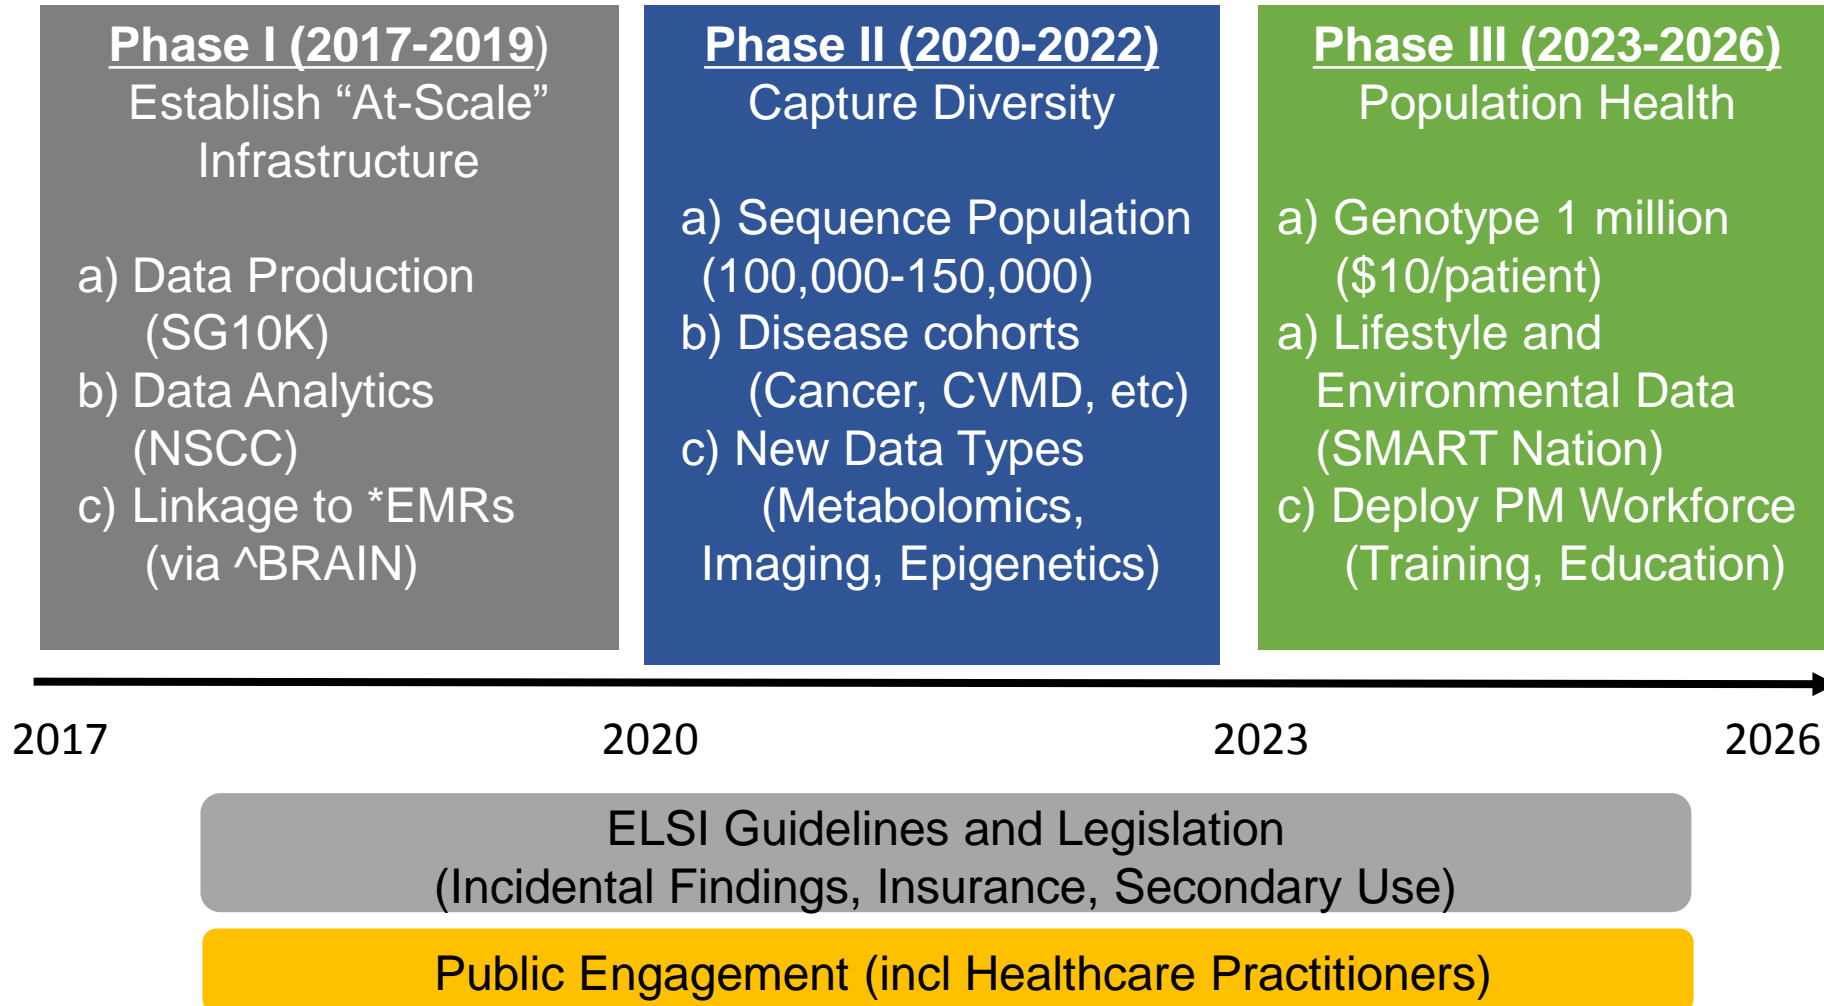 Phase I (2017-2019)
Establish “At-Scale”
Infrastructure
a) Data Production
(SG10K)
b) Data Analytics
(NSCC)
c) Linkage to *EMRs
(via ^BRAIN)
Phase II (2020-2022)
Capture Diversity
a) Sequence Population
(100,000-150,000)
b) Disease cohorts
(Cancer, CVMD, etc)
c) New Data Types
(Metabolomics,
Imaging, Epigenetics)
Phase III (2023-2026)
Population Health
a) Genotype 1 million
($10/patient)
a) Lifestyle and
Environmental Data
(SMART Nation)
c) Deploy PM Workforce
(Training, Education)
2017 2020 2023 2026
ELSI Guidelines and Legislation
(Incidental Findings, Insurance, Secondary Use)
Public Engagement (incl Healthcare Practitioners)